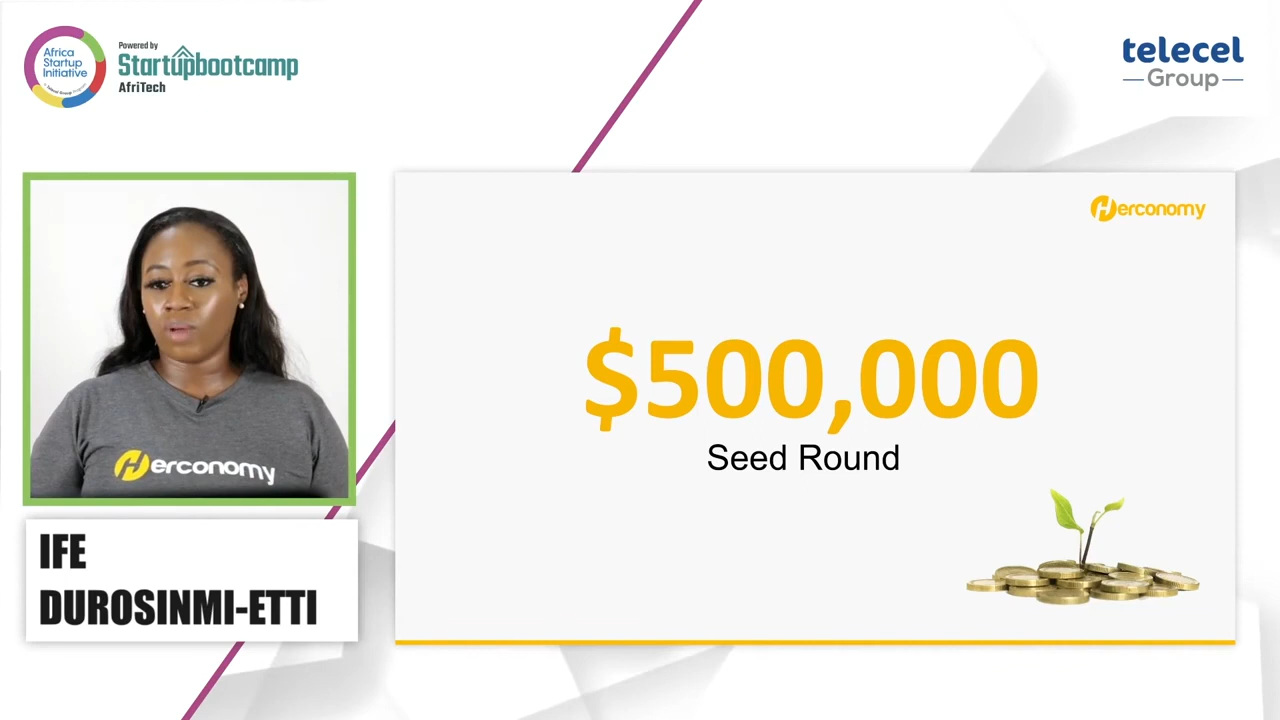 Africa
Startup
Initiative
Powered by
Startupbootcamp
AfriTech
telecel
Group
Herconomy
$500,000
Seed Round
Herconomy
IFE
DUROSINMI-ETTI